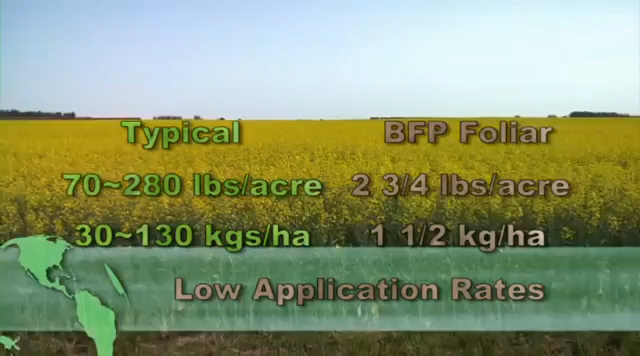 Typical BFP Foliar
70~280 lbs/acre 2 3/4 lbs/acre
30~130 kgs/ha 1 1/2 kg/ha
Low Application Rates